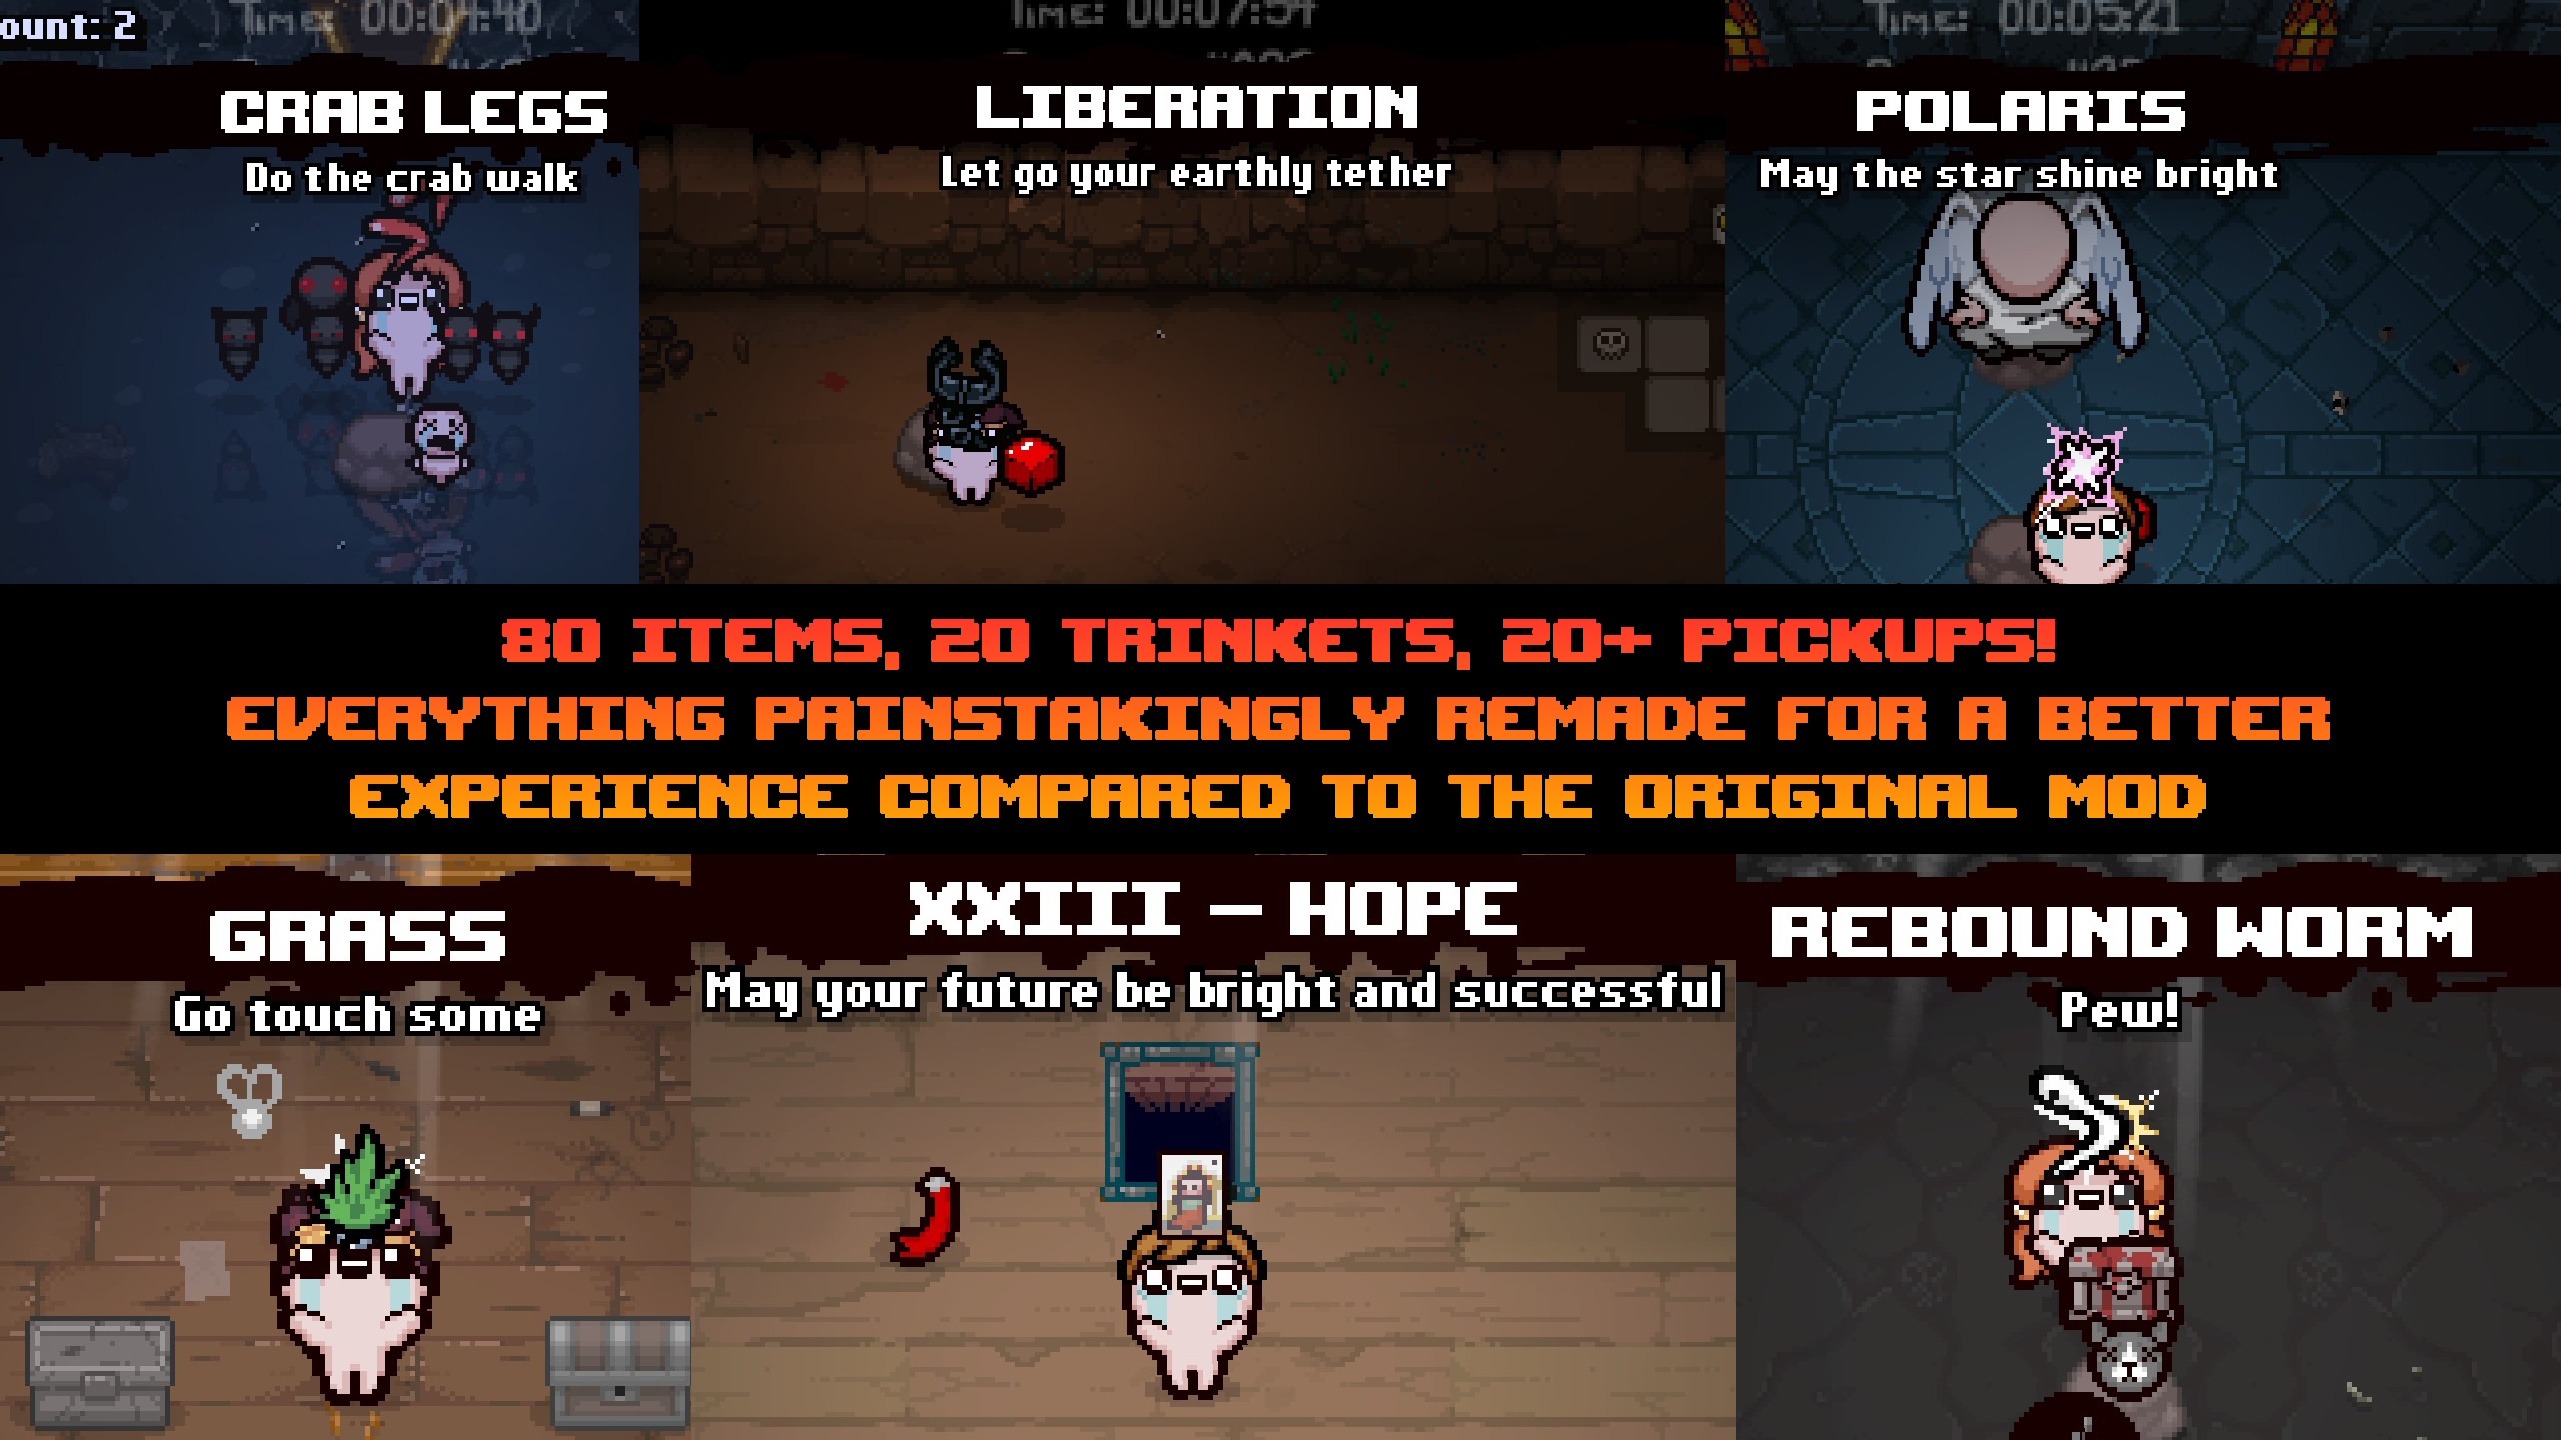 ount: 2
Time: 00:04:40
CRAB LEGS
Do the crab walk
Time: 00:07:54
LIBERATION
Let go your earthly tether
Time: 00:05:21
POLARIS
May the star shine bright
80 ITEMS, 20 TRINKETS, 20+ PICKUPS!
EVERYTHING PAINSTAKINGLY REMADE FOR A BETTER
EXPERIENCE COMPARED TO THE ORIGINAL MOD
GRASS
Go touch some
XXIII - HOPE
May your future be bright and successful
REBOUND WORM
Pew!